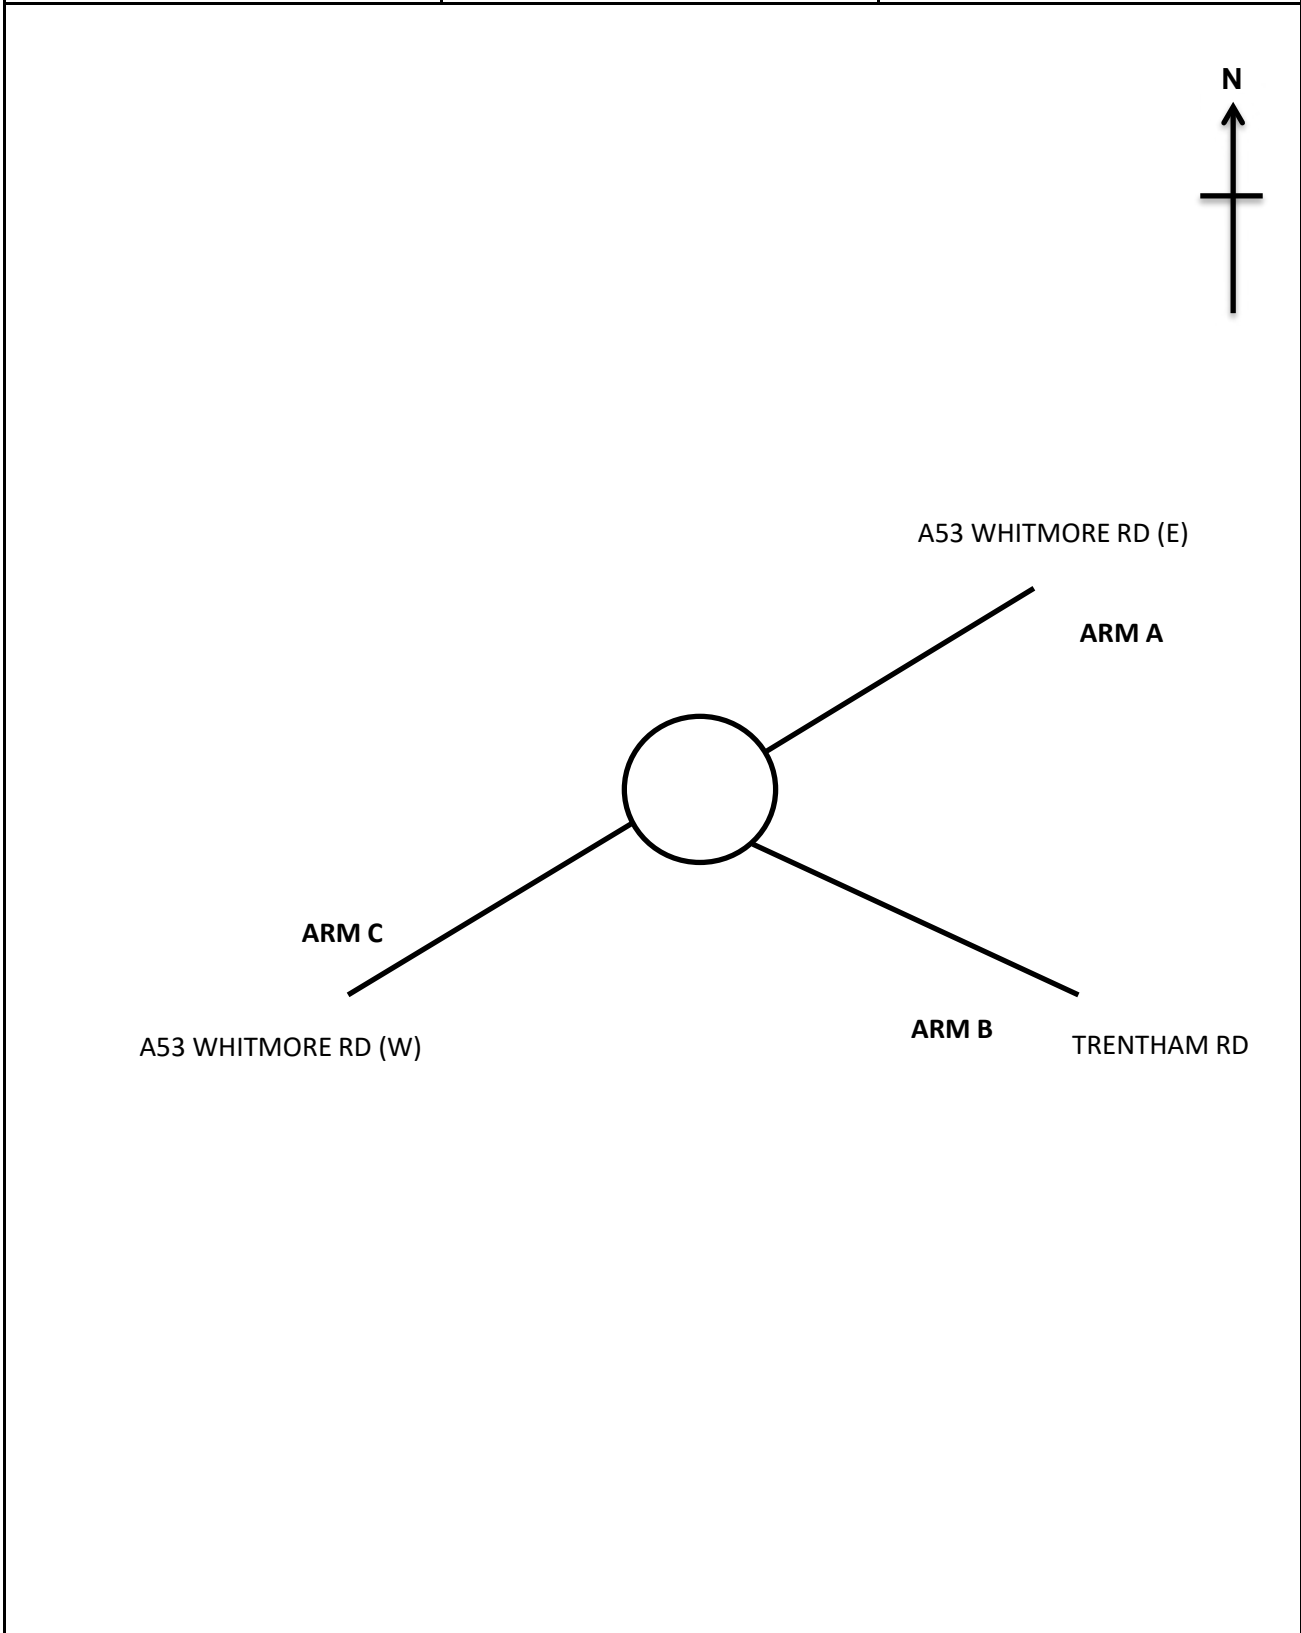 N
A53 WHITMORE RD (E)
ARM A
ARM C
ARM B
TRENTHAM RD
A53 WHITMORE RD (W)